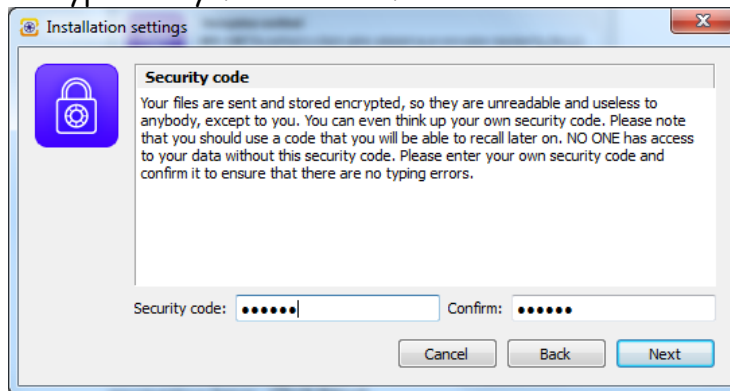 Installation settings
Security code
Your files are sent and stored encrypted, so they are unreadable and useless to
anybody, except to you. You can even think up your own security code. Please note
that you should use a code that you will be able to recall later on. NO ONE has access
to your data without this security code. Please enter your own security code and
confirm it to ensure that there are no typing errors.
Security code: ●●●●●● Confirm: ●●●●●●
Cancel Back Next